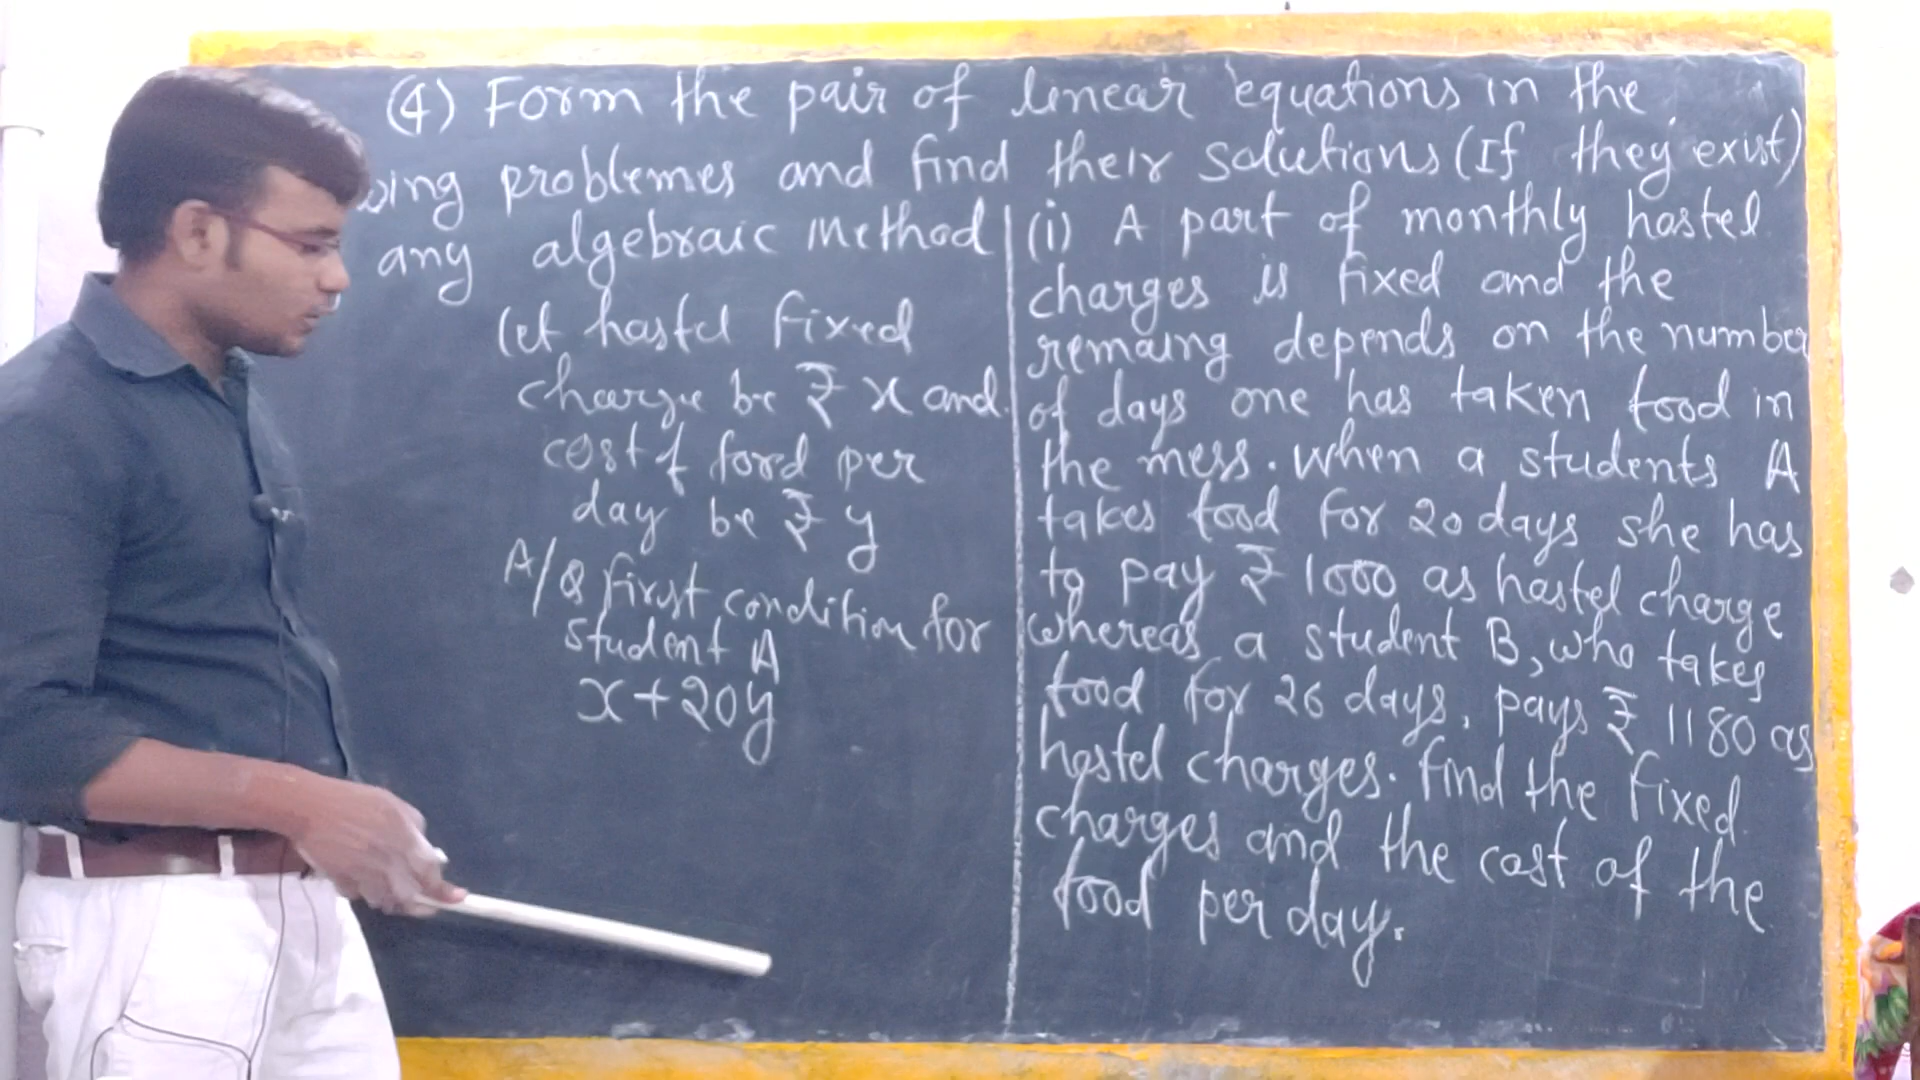 (4) Form the pair of linear equations in the
wing problemes and find their solutions (If they exist)
any algebraic method
let hastel fixed
charge be ₹ x and
cost of food per
day be ₹ y
A/Q first condition for
student A
x+20y
(i) A part of monthly hastel
charges is fixed and the
remaing depends on the number
of days one has taken food in
the mess. when a students A
takes food for 20 days she has
to pay ₹ 1000 as hastel charge
whereas a student B, who takes
food for 26 days, pays ₹ 1180 as
hostel charges. find the fixed
charges and the cost of the
food per day.